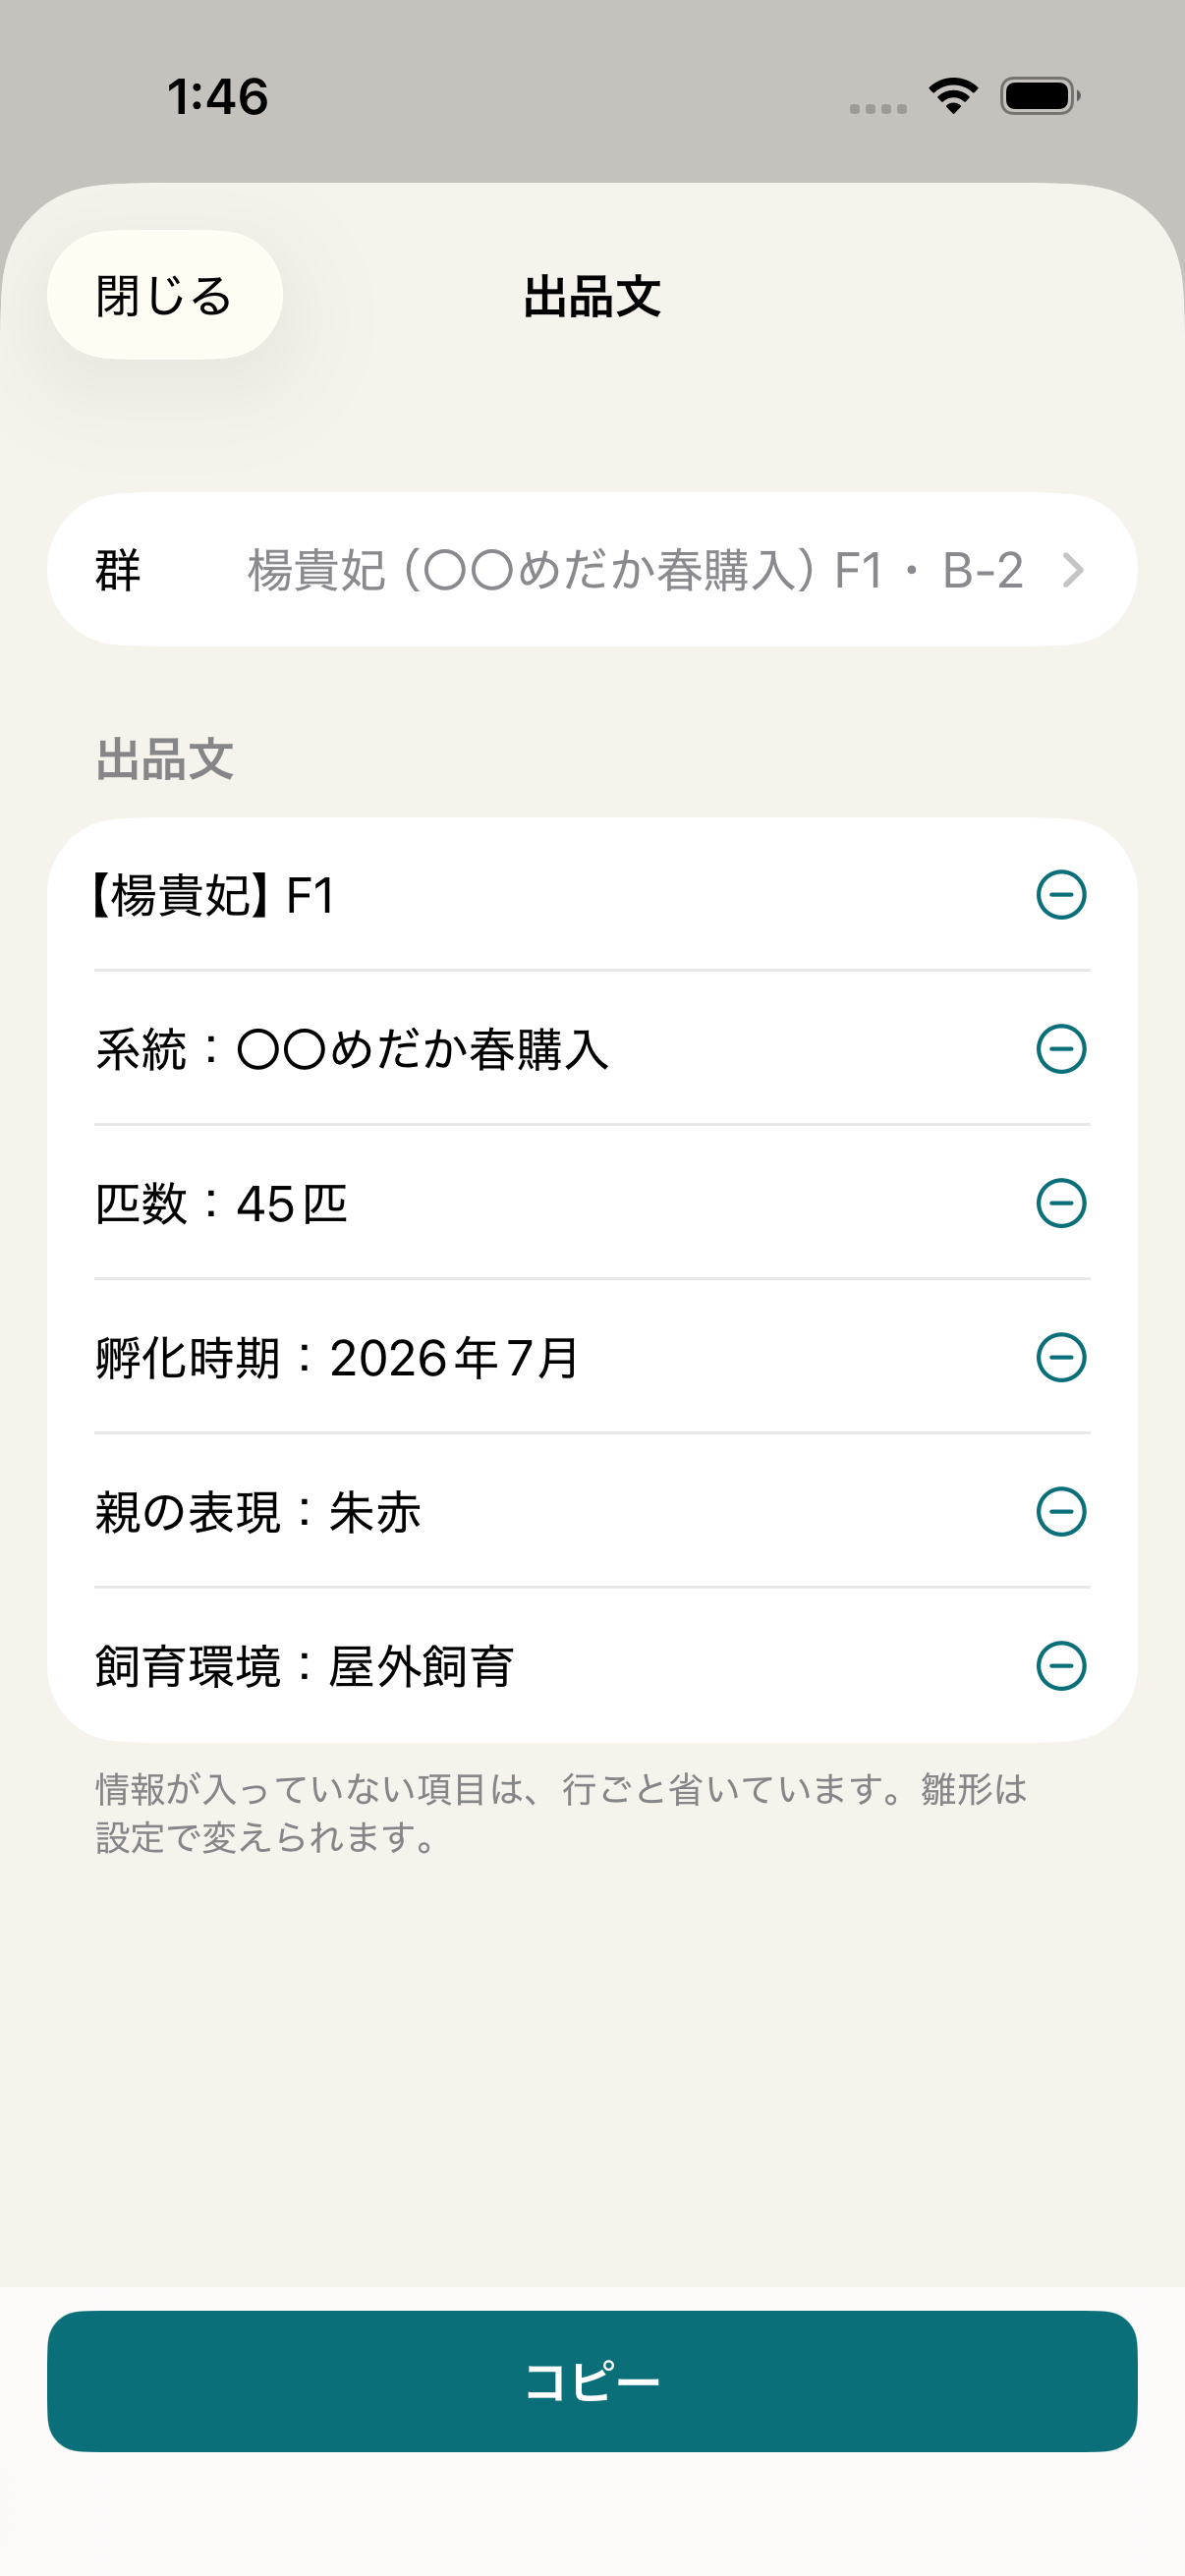 1:46
閉じる
出品文
群 楊貴妃（〇〇めだか春購入）F1・B-2
出品文
【楊貴妃】F1
系統：〇〇めだか春購入
匹数：45匹
孵化時期：2026年7月
親の表現：朱赤
飼育環境：屋外飼育
情報が入っていない項目は、行ごと省いています。雛形は
設定で変えられます。
コピー